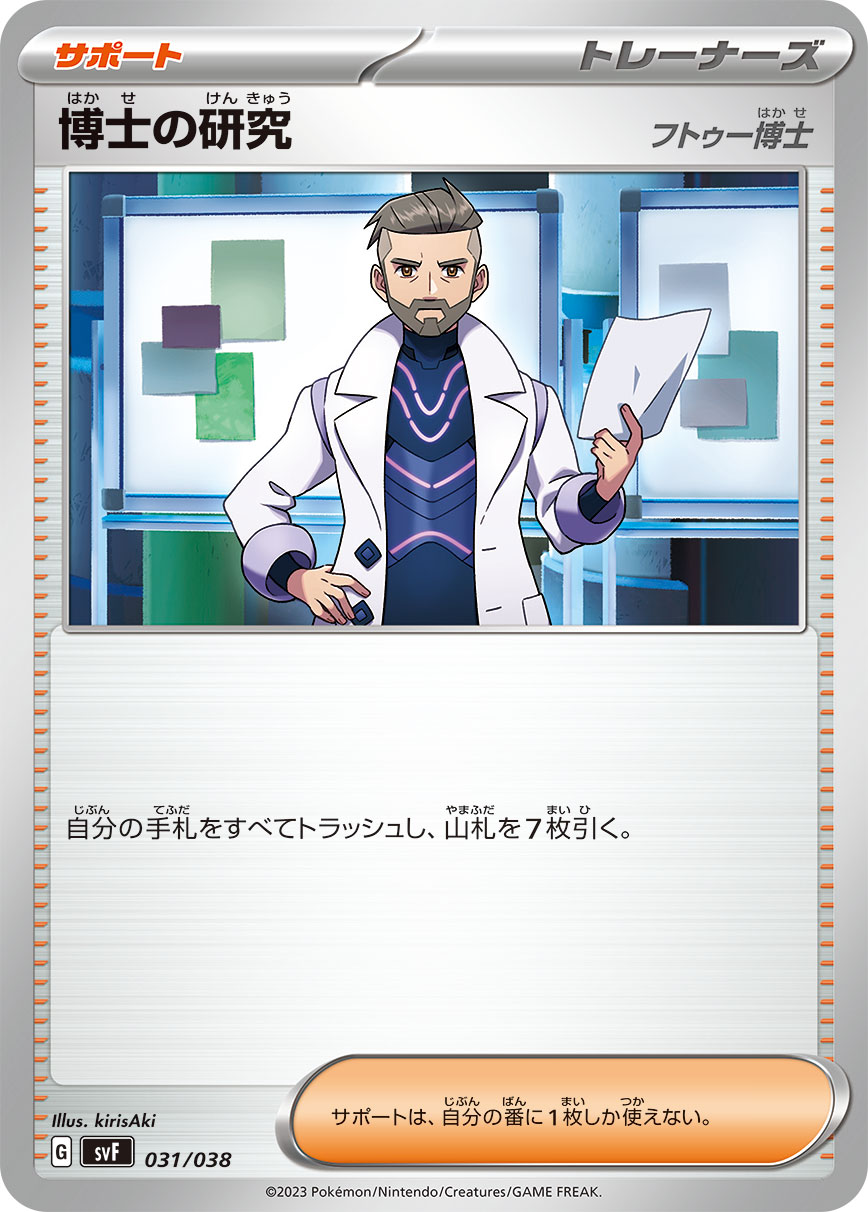 サポート
トレーナーズ
はかせ けんきゅう
博士の研究
はかせ
フトゥー博士
じぶん てふだ やまふだ まい ひ
自分の手札をすべてトラッシュし、山札を7枚引く。
じぶん ばん まい つか
サポートは、自分の番に1枚しか使えない。
Illus. kirisAki
G svF 031/038
©2023 Pokémon/Nintendo/Creatures/GAME FREAK.